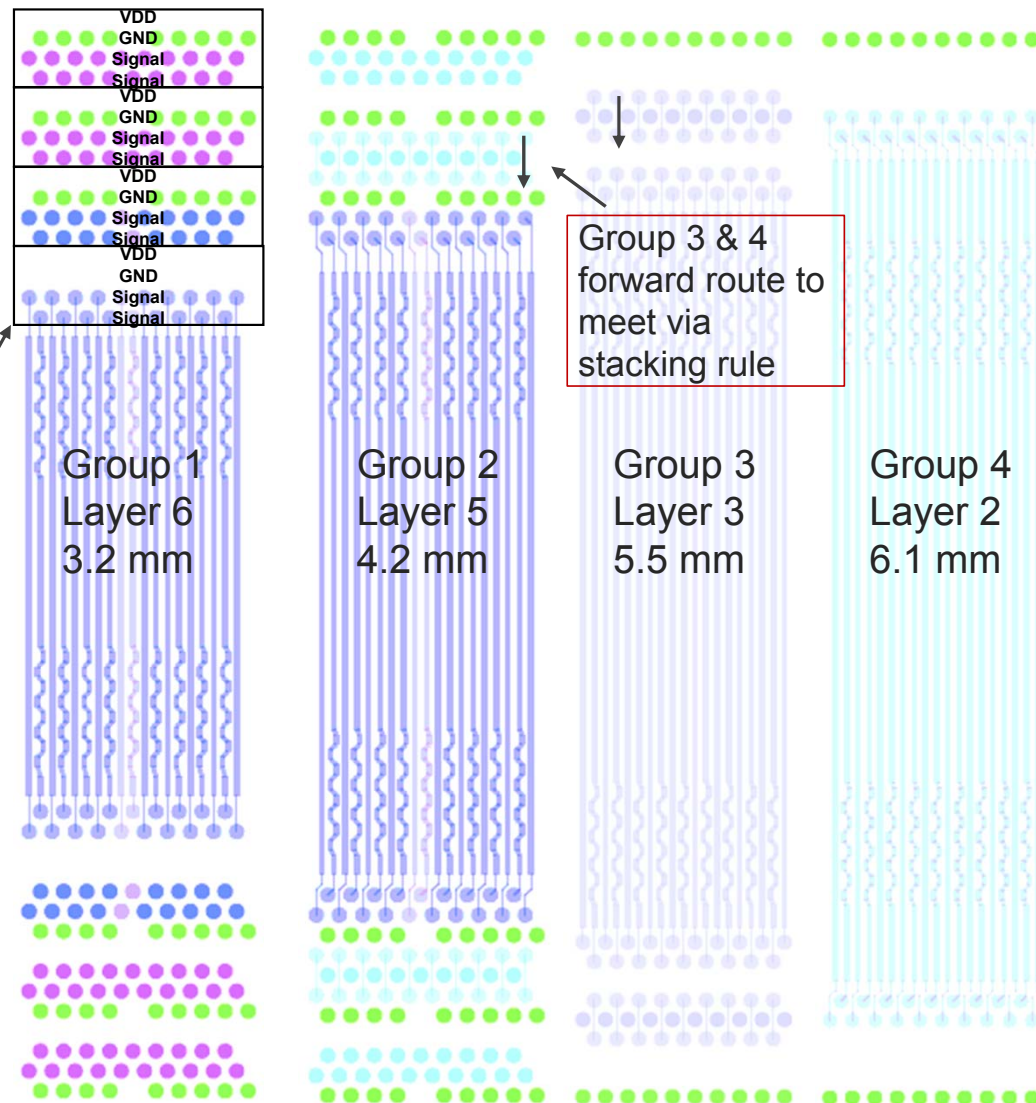 VDD
GND
Signal
Signal
VDD
GND
Signal
Signal
VDD
GND
Signal
Signal
VDD
GND
Signal
Signal
Group 3 & 4
forward route to
meet via
stacking rule
Group 1
Layer 6
3.2 mm
Group 2
Layer 5
4.2 mm
Group 3
Layer 3
5.5 mm
Group 4
Layer 2
6.1 mm